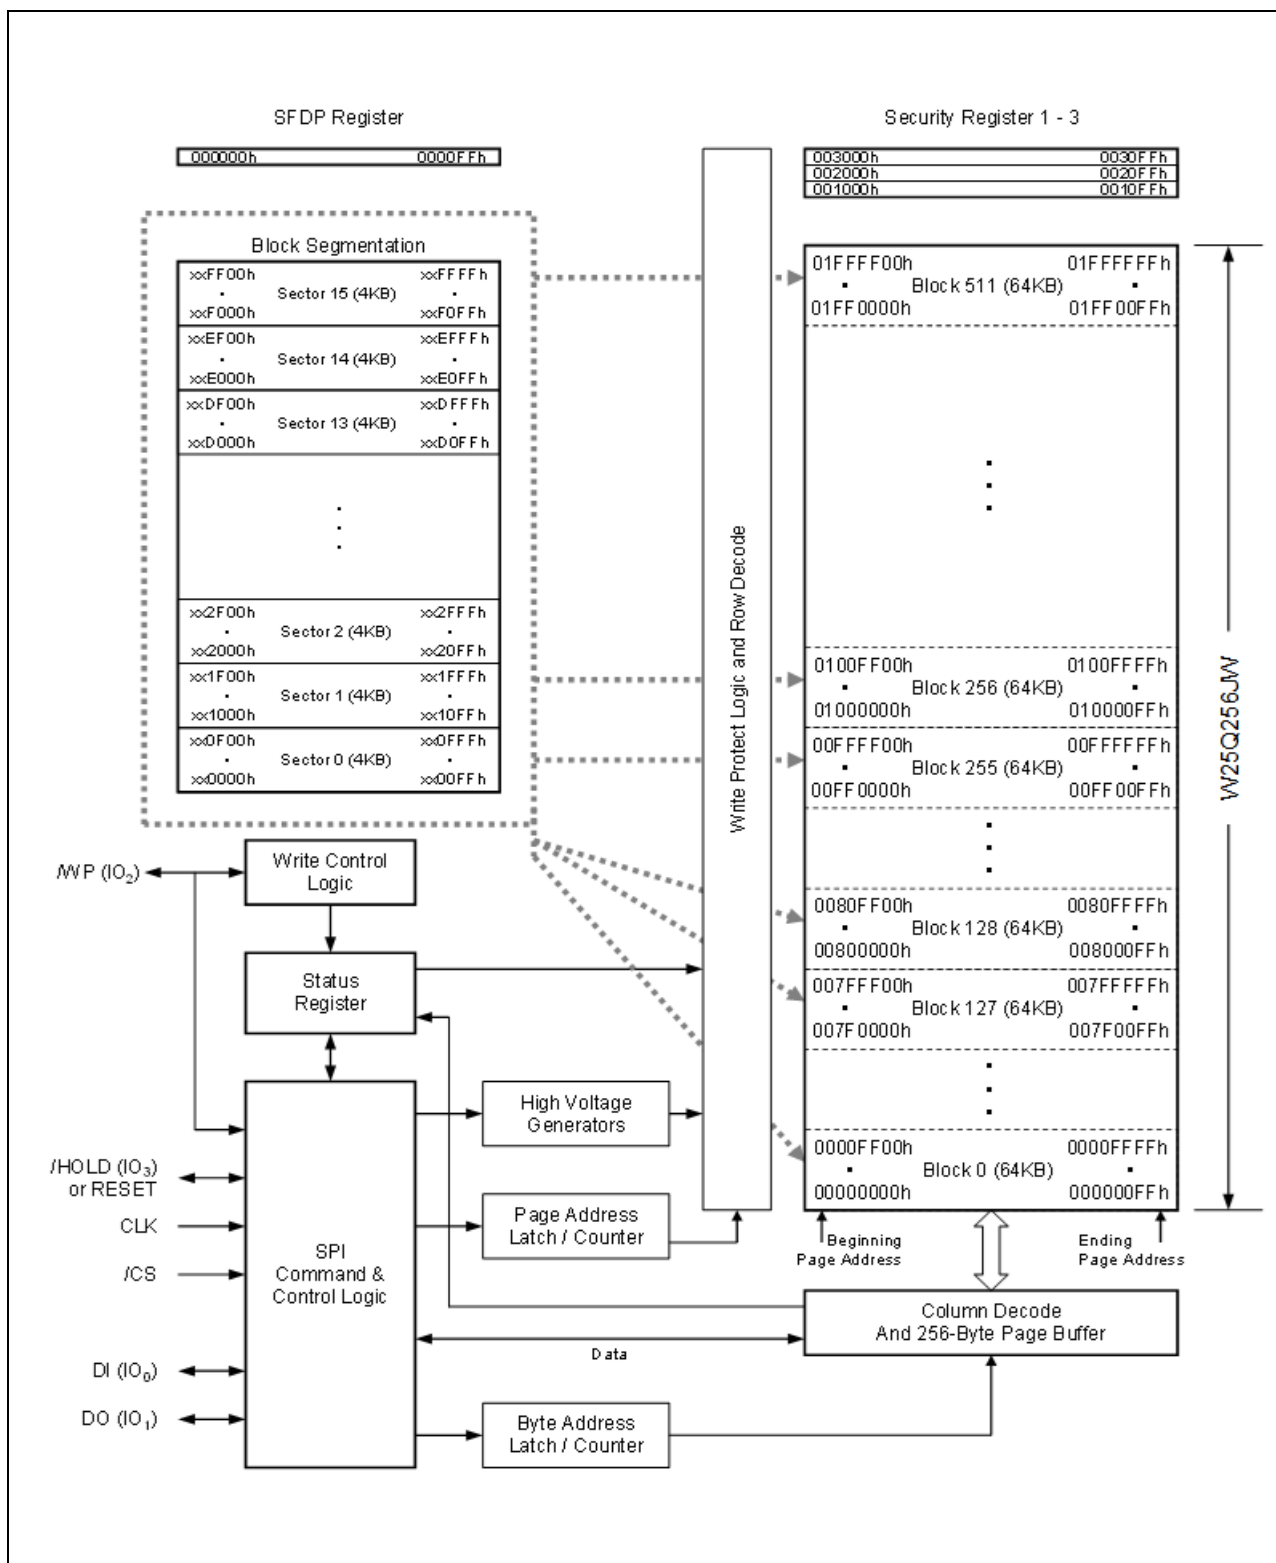 SFDP Register
000000h 0000FFh
Security Register 1 - 3
003000h 0030FFh
002000h 0020FFh
001000h 0010FFh
Block Segmentation
xxFF00h xxFFFFh
Sector 15 (4KB)
xxF000h xxF0FFh
xxEF00h xxEFFFh
Sector 14 (4KB)
xxE000h xxE0FFh
xxDF00h xxDFFFh
Sector 13 (4KB)
xxD000h xxD0FFh
xx2F00h xx2FFFh
Sector 2 (4KB)
xx2000h xx20FFh
xx1F00h xx1FFFh
Sector 1 (4KB)
xx1000h xx10FFh
xx0F00h xx0FFFh
Sector 0 (4KB)
xx0000h xx00FFh
Write Protect Logic and Row Decode
01FFFF00h 01FFFFFFh
Block 511 (64KB)
01FF0000h 01FF00FFh
0100FF00h 0100FFFFh
Block 256 (64KB)
01000000h 010000FFh
00FFFF00h 00FFFFFFh
Block 255 (64KB)
00FF0000h 00FF00FFh
0080FF00h 0080FFFFh
Block 128 (64KB)
00800000h 008000FFh
007FFF00h 007FFFFFh
Block 127 (64KB)
007F0000h 007F00FFh
0000FF00h 0000FFFFh
Block 0 (64KB)
00000000h 000000FFh
W25Q256JW
Beginning
Page Address
Ending
Page Address
Write Control
Logic
/WP (IO2)
Status
Register
High Voltage
Generators
/HOLD (IO3)
or RESET
CLK
/CS
Page Address
Latch / Counter
SPI
Command &
Control Logic
Column Decode
And 256-Byte Page Buffer
Data
DI (IO0)
DO (IO1)
Byte Address
Latch / Counter